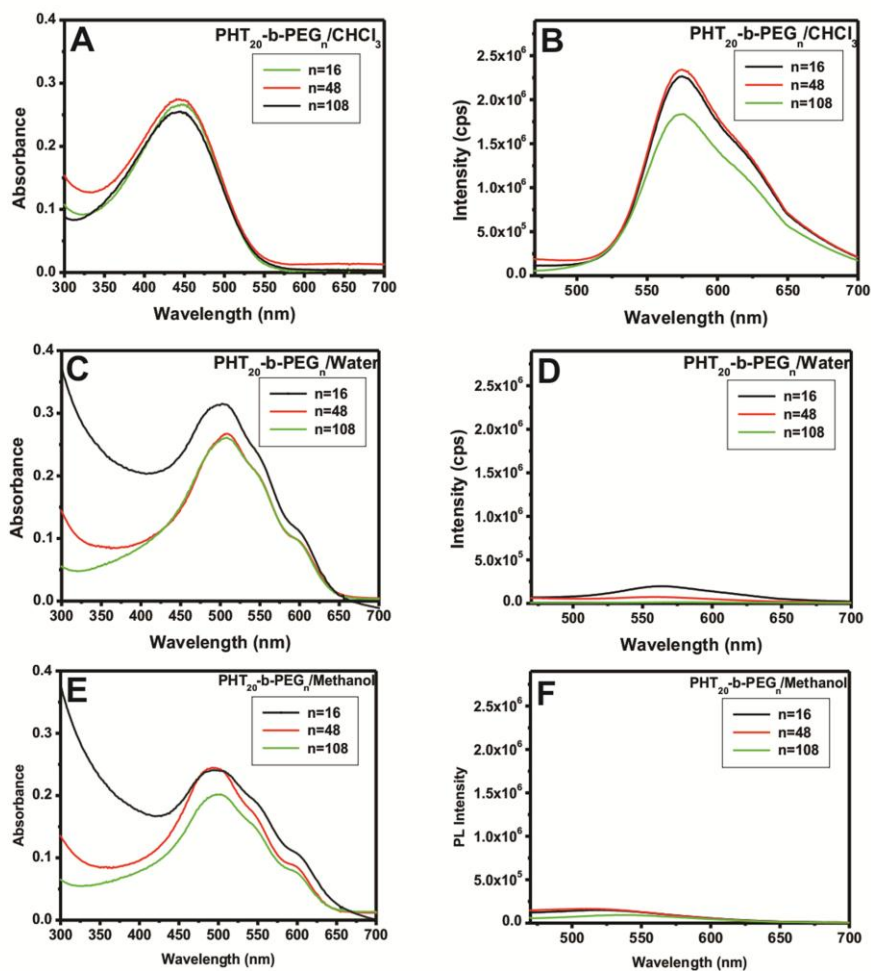 A
PHT20-b-PEGn/CHCl3
n=16
n=48
n=108
0.4
0.3
0.2
0.1
0.0
Absorbance
300 350 400 450 500 550 600 650 700
Wavelength (nm)
B
PHT20-b-PEGn/CHCl3
n=16
n=48
n=108
2.5x10^6
2.0x10^6
1.5x10^6
1.0x10^6
5.0x10^5
0.0
Intensity (cps)
500 550 600 650 700
Wavelength (nm)
C
PHT20-b-PEGn/Water
n=16
n=48
n=108
0.4
0.3
0.2
0.1
0.0
Absorbance
300 350 400 450 500 550 600 650 700
Wavelength (nm)
D
PHT20-b-PEGn/Water
n=16
n=48
n=108
2.5x10^6
2.0x10^6
1.5x10^6
1.0x10^6
5.0x10^5
0.0
Intensity (cps)
500 550 600 650 700
Wavelength (nm)
E
PHT20-b-PEGn/Methanol
n=16
n=48
n=108
0.4
0.3
0.2
0.1
0.0
Absorbance
300 350 400 450 500 550 600 650 700
Wavelength (nm)
F
PHT20-b-PEGn/Methanol
n=16
n=48
n=108
2.5x10^6
2.0x10^6
1.5x10^6
1.0x10^6
5.0x10^5
0.0
PL Intensity
500 550 600 650 700
Wavelength (nm)